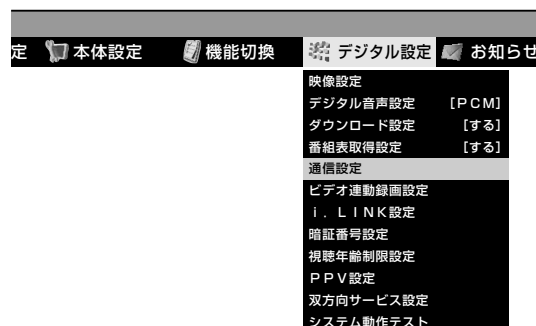 定 本体設定 機能切換 デジタル設定 お知らせ
映像設定
デジタル音声設定 [PCM]
ダウンロード設定 [する]
番組表取得設定 [する]
通信設定
ビデオ連動録画設定
i．LINK設定
暗証番号設定
視聴年齢制限設定
PPV設定
双方向サービス設定
システム動作テスト